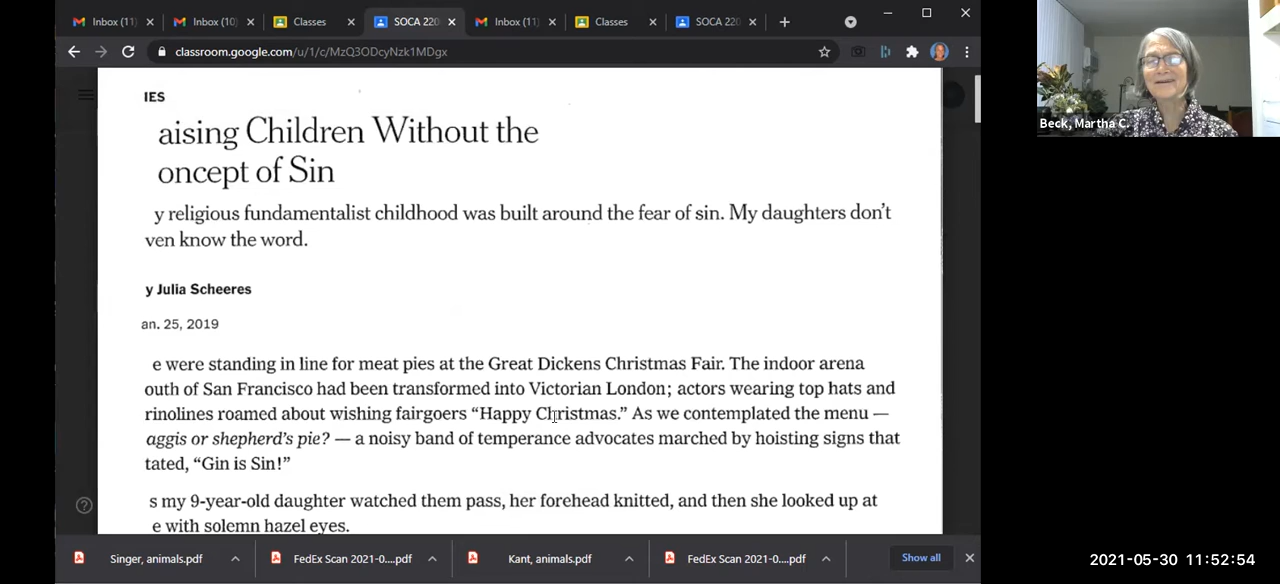 Inbox (11)
Inbox (10)
Classes
SOCA 220
Inbox (11)
Classes
SOCA 220
classroom.google.com/u/1/c/MzQ3ODcyNzk1MDgx
IES
aising Children Without the
oncept of Sin
y religious fundamentalist childhood was built around the fear of sin. My daughters don't
ven know the word.
y Julia Scheeres
an. 25, 2019
e were standing in line for meat pies at the Great Dickens Christmas Fair. The indoor arena
outh of San Francisco had been transformed into Victorian London; actors wearing top hats and
rinolines roamed about wishing fairgoers “Happy Christmas.” As we contemplated the menu —
aggis or shepherd's pie? — a noisy band of temperance advocates marched by hoisting signs that
tated, “Gin is Sin!”
s my 9-year-old daughter watched them pass, her forehead knitted, and then she looked up at
e with solemn hazel eyes.
Singer, animals.pdf
FedEx Scan 2021-0....pdf
Kant, animals.pdf
FedEx Scan 2021-0....pdf
Show all
Beck, Martha C.
2021-05-30 11:52:54